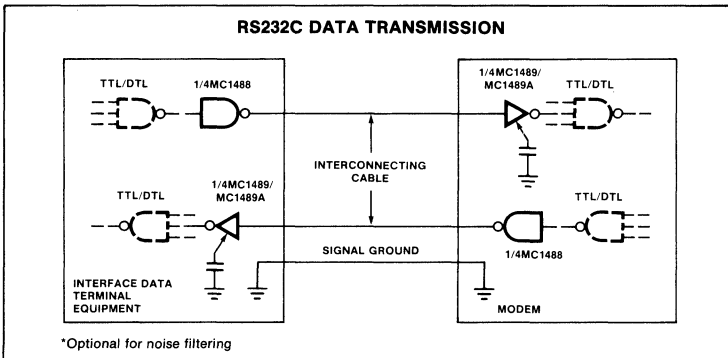 RS232C DATA TRANSMISSION
TTL/DTL
1/4MC1488
1/4MC1489/
MC1489A
TTL/DTL
INTERCONNECTING
CABLE
TTL/DTL
1/4MC1489/
MC1489A
TTL/DTL
1/4MC1488
SIGNAL GROUND
INTERFACE DATA
TERMINAL
EQUIPMENT
MODEM
*Optional for noise filtering